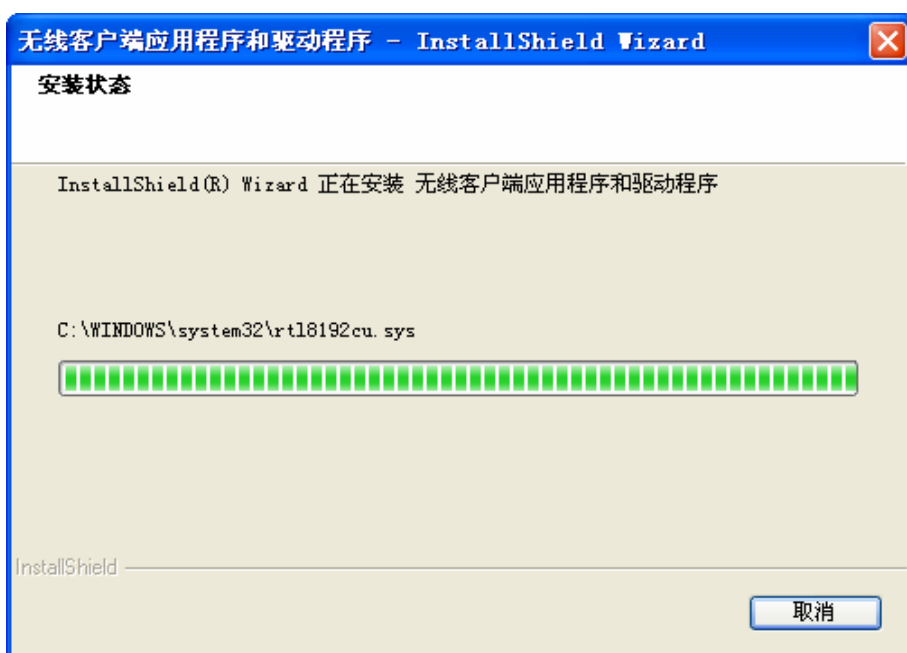 无线客户端应用程序和驱动程序 - InstallShield Wizard
安装状态
InstallShield(R) Wizard 正在安装 无线客户端应用程序和驱动程序
C:\WINDOWS\system32\rtl8192cu.sys
InstallShield
取消